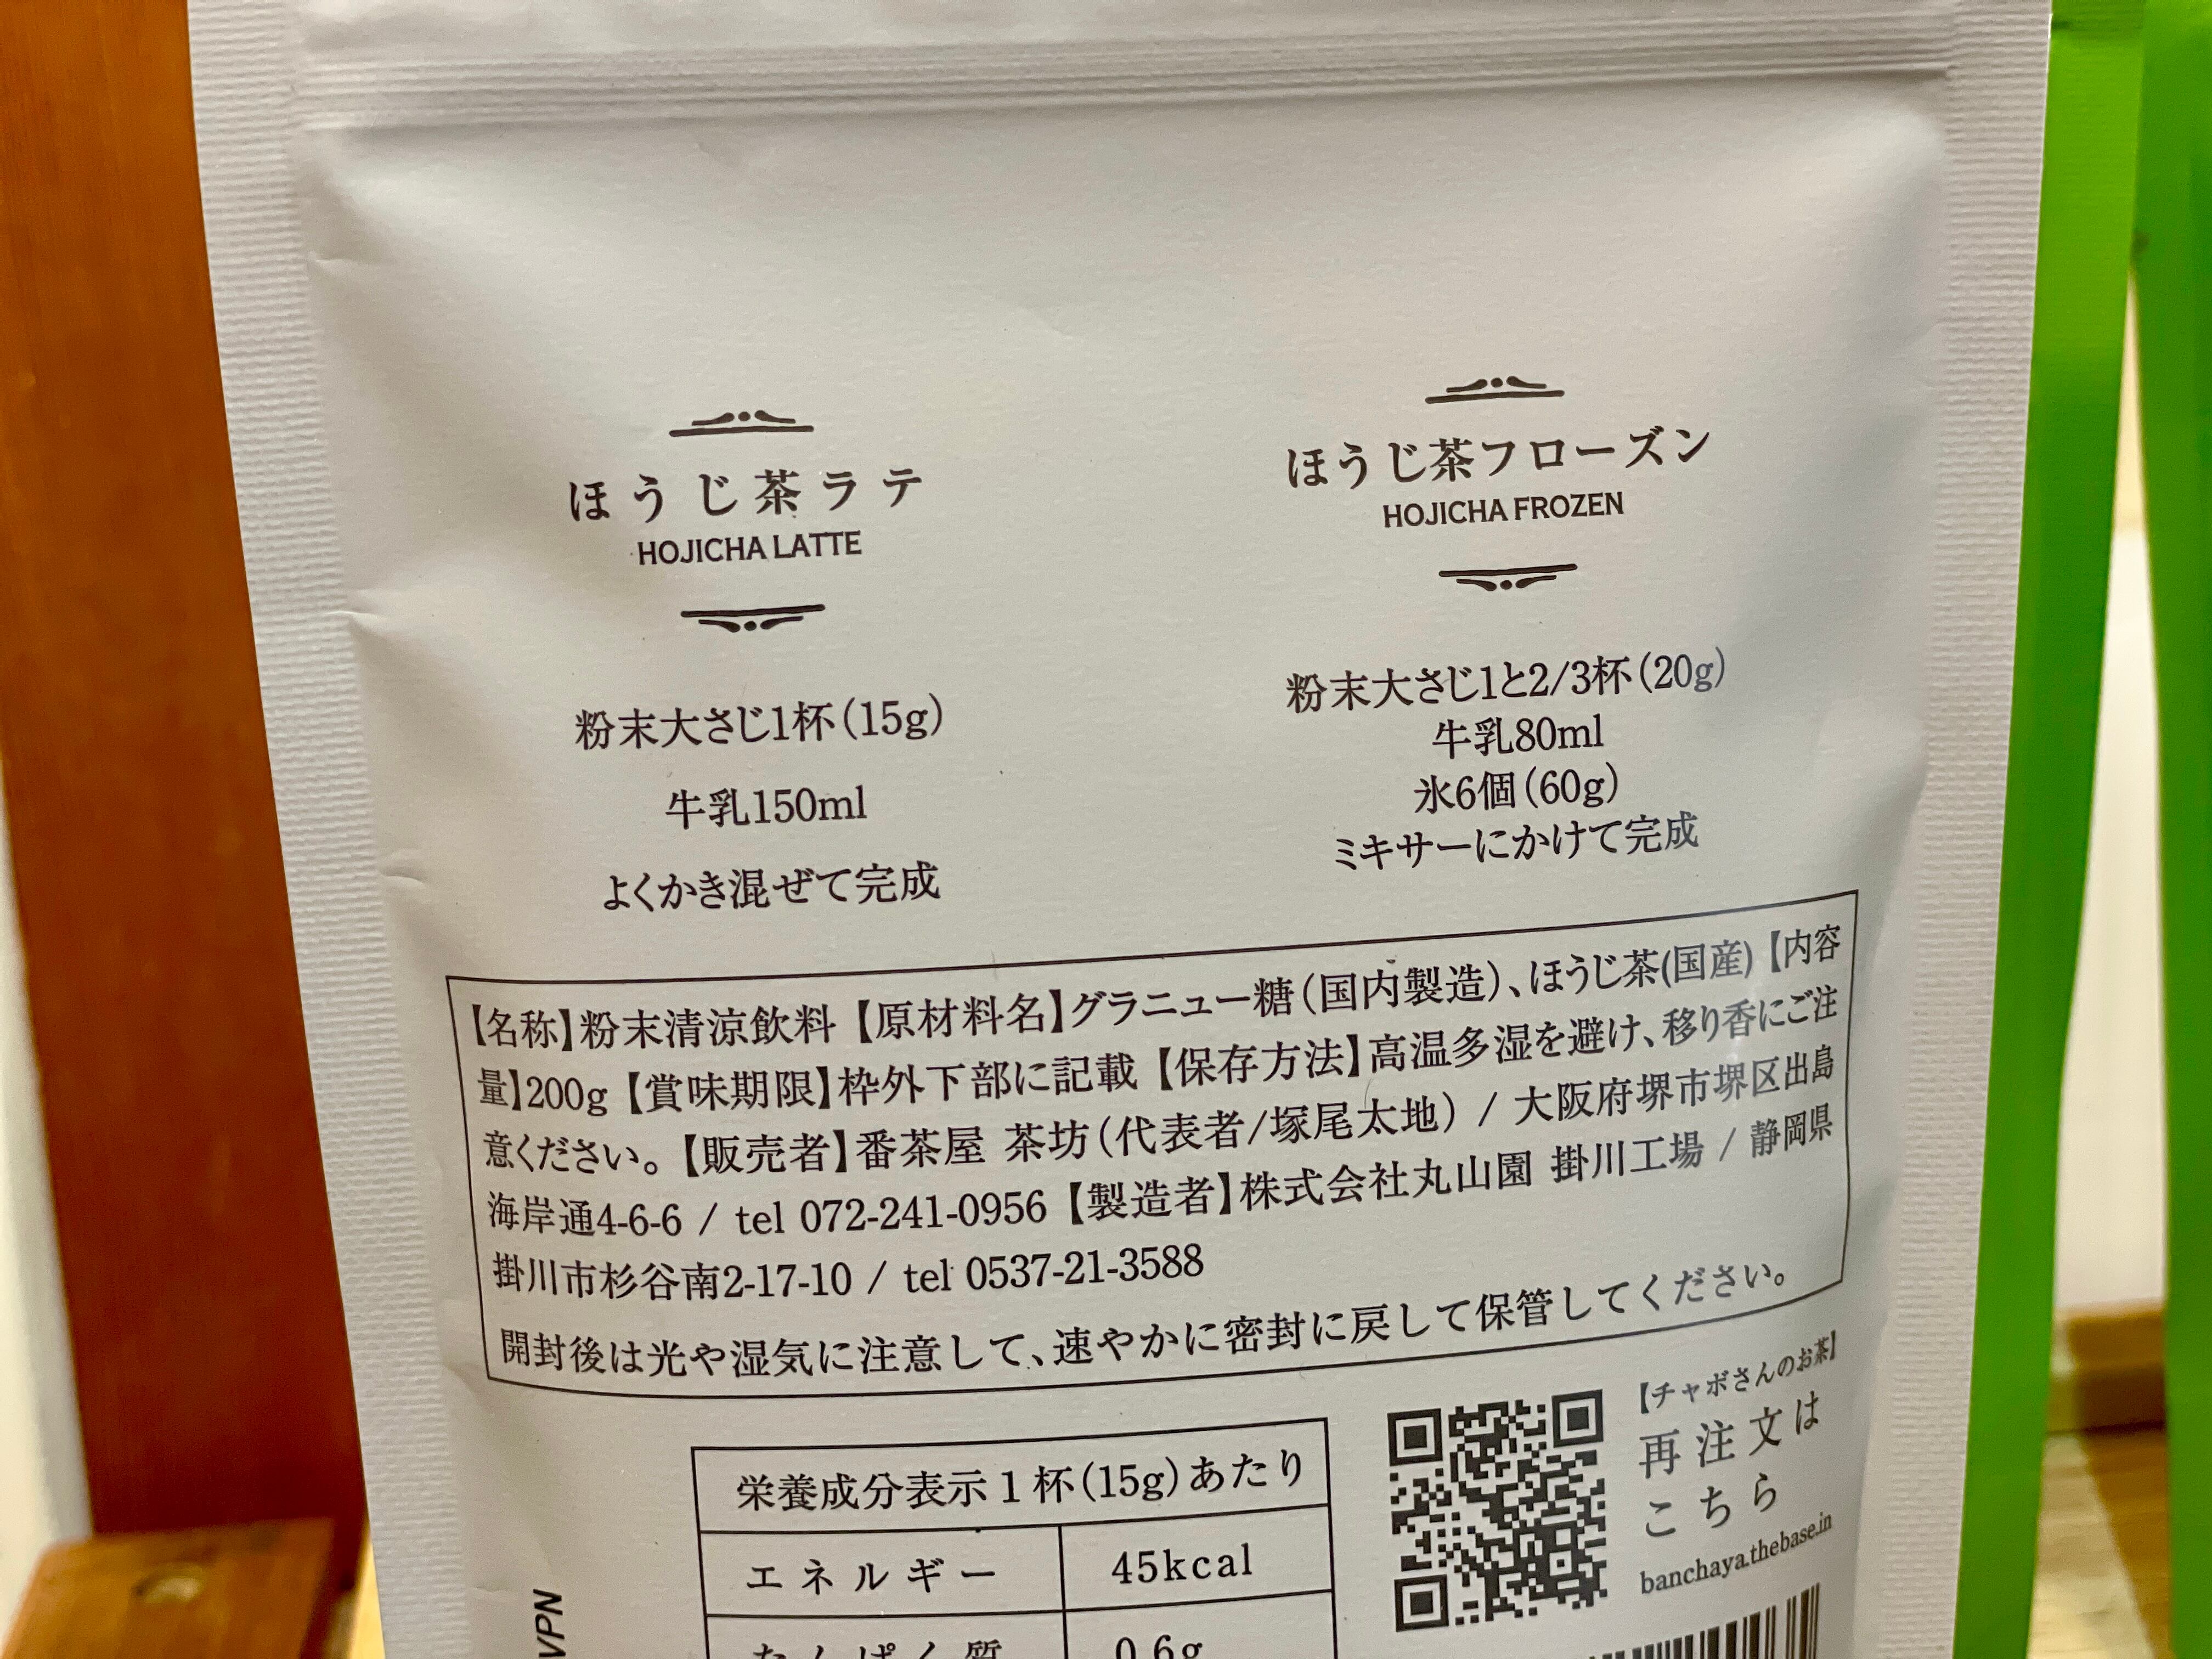 ほうじ茶ラテ
HOJICHA LATTE
粉末大さじ1杯(15g)
牛乳150ml
よくかき混ぜて完成
ほうじ茶フローズン
HOJICHA FROZEN
粉末大さじ1と2/3杯(20g)
牛乳80ml
氷6個(60g)
ミキサーにかけて完成
【名称】粉末清涼飲料【原材料名】グラニュー糖(国内製造)、ほうじ茶(国産)【内容
量】200g【賞味期限】枠外下部に記載【保存方法】高温多湿を避け、移り香にご注
意ください。【販売者】番茶屋 茶坊(代表者/塚尾太地) / 大阪府堺市堺区出島
海岸通4-6-6 / tel 072-241-0956【製造者】株式会社丸山園 掛川工場 / 静岡県
掛川市杉谷南2-17-10 / tel 0537-21-3588
開封後は光や湿気に注意して、速やかに密封に戻して保管してください。
栄養成分表示1杯(15g)あたり
エネルギー 45kcal
たんぱく質 0.6g
【チャボさんのお茶】
再注文は
こちら
banchaya.thebase.in
VPN